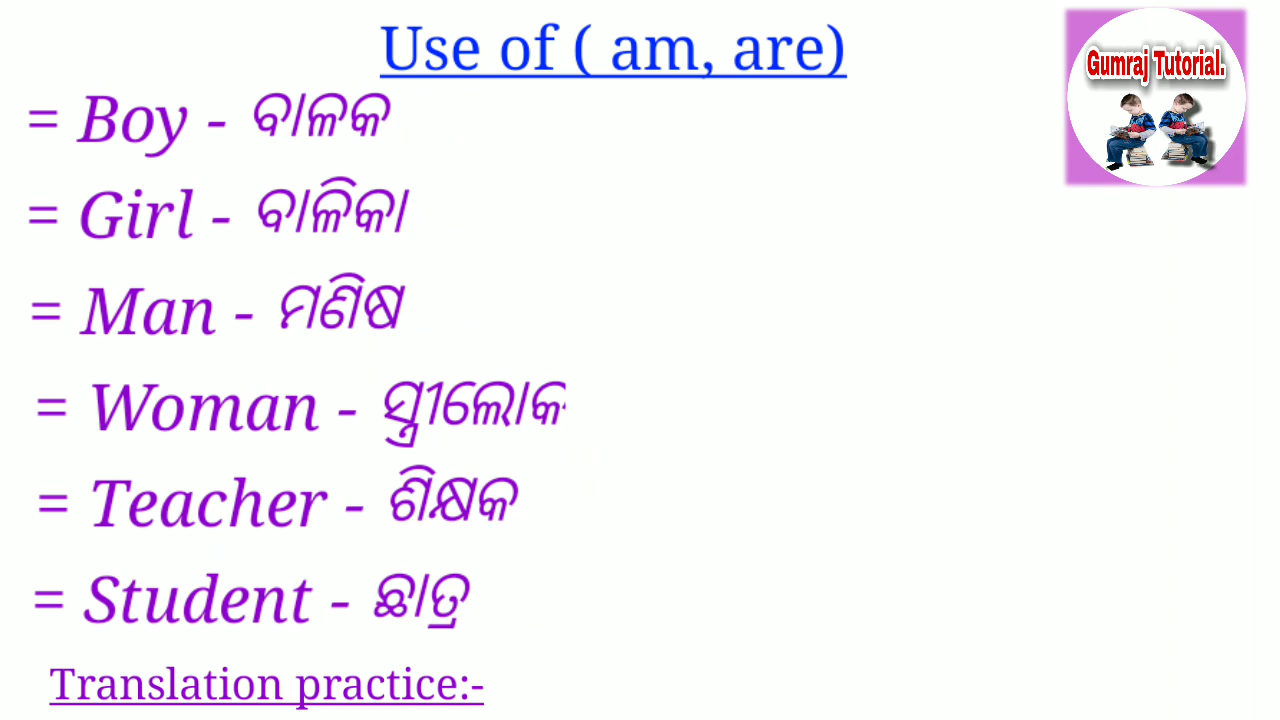 Use of ( am, are)
Gumraj Tutorial.
= Boy - ବାଳକ
= Girl - ବାଳିକା
= Man - ମଣିଷ
= Woman - ସ୍ତ୍ରୀଲୋକ
= Teacher - ଶିକ୍ଷକ
= Student - ଛାତ୍ର
Translation practice:-